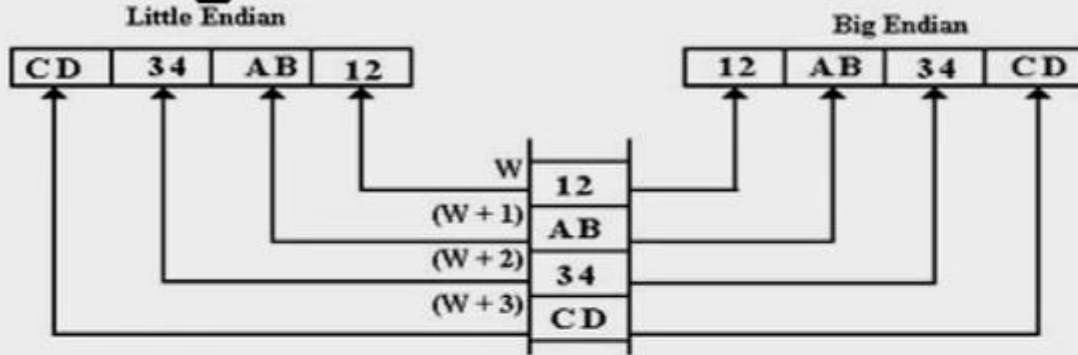 Little Endian
Big Endian
CD 34 AB 12
12 AB 34 CD
W
12
(W + 1)
AB
(W + 2)
34
(W + 3)
CD